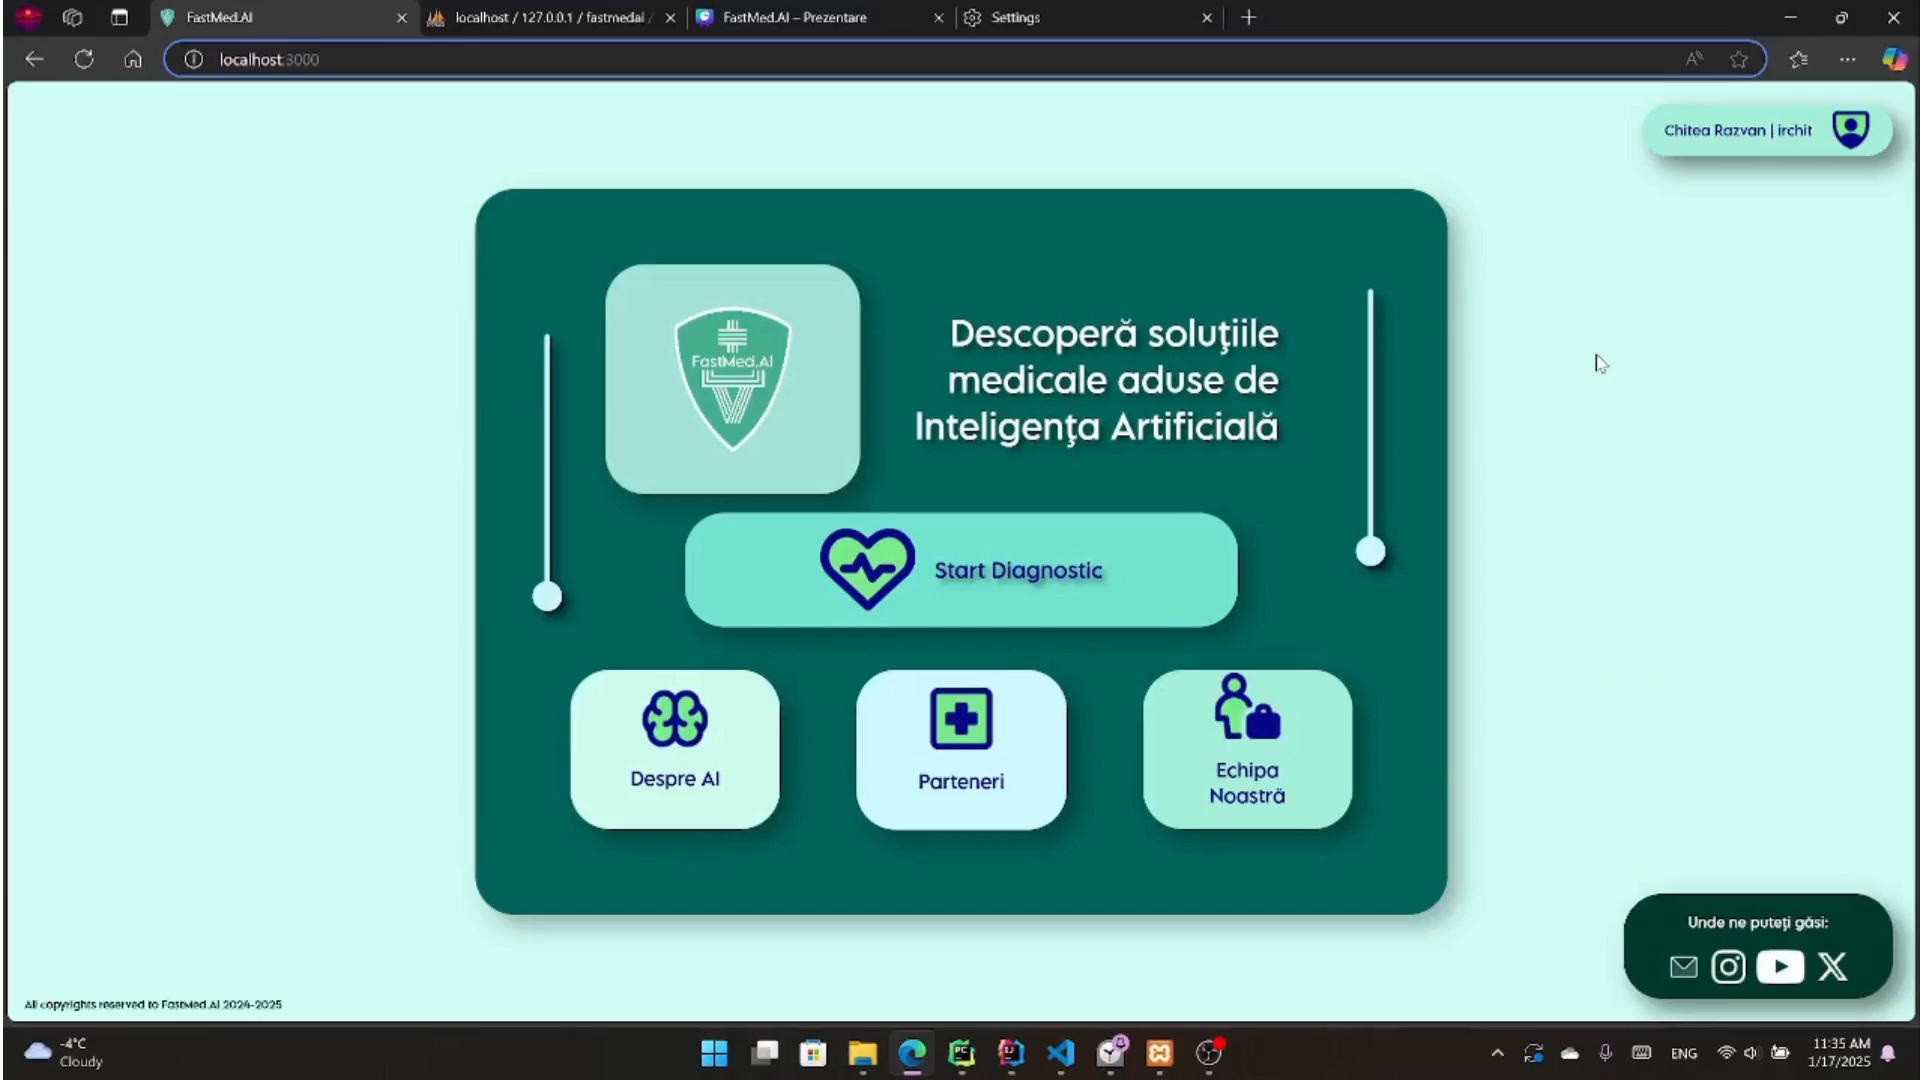 FastMed.AI
localhost / 127.0.0.1 / fastmedai /
FastMed.AI – Prezentare
Settings
localhost:3000
Chitea Razvan | irchit
FastMed.AI
Descoperă soluţiile
medicale aduse de
Inteligenţa Artificială
Start Diagnostic
Despre AI
Parteneri
Echipa
Noastră
Unde ne puteţi găsi:
All copyrights reserved to FastMed.AI 2024-2025
-4°C
Cloudy
PC
ENG
11:35 AM
1/17/2025